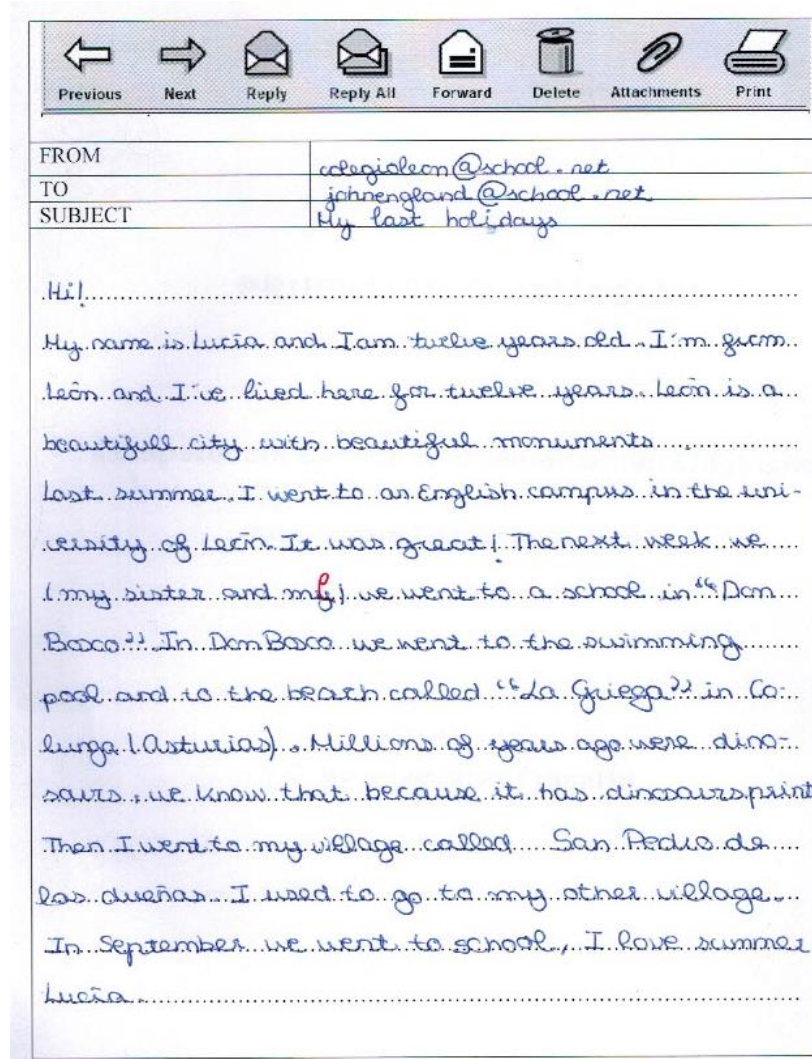 Previous Next Reply Reply All Forward Delete Attachments Print
FROM colegioleon@school.net
TO johnengland@school.net
SUBJECT My last holidays
Hi!
My name is Lucía and I am twelve years old. I'm from
León and I've lived here for twelve years. León is a
beautifull city with beautiful monuments.
Last summer, I went to an English campus in the uni-
versity of León. It was great! The next week we
(my sister and me) we went to a school in "Don
Bosco". In Don Bosco we went to the swimming
pool and to the beach called "La Griega" in Co-
lunga (Asturias). Millions of years ago were dino-
saurs, we know that because it has dinosaurs print
Then I went to my village called San Pedro de
las dueñas. I used to go to my other village.
In September we went to school, I love summer
Lucía.